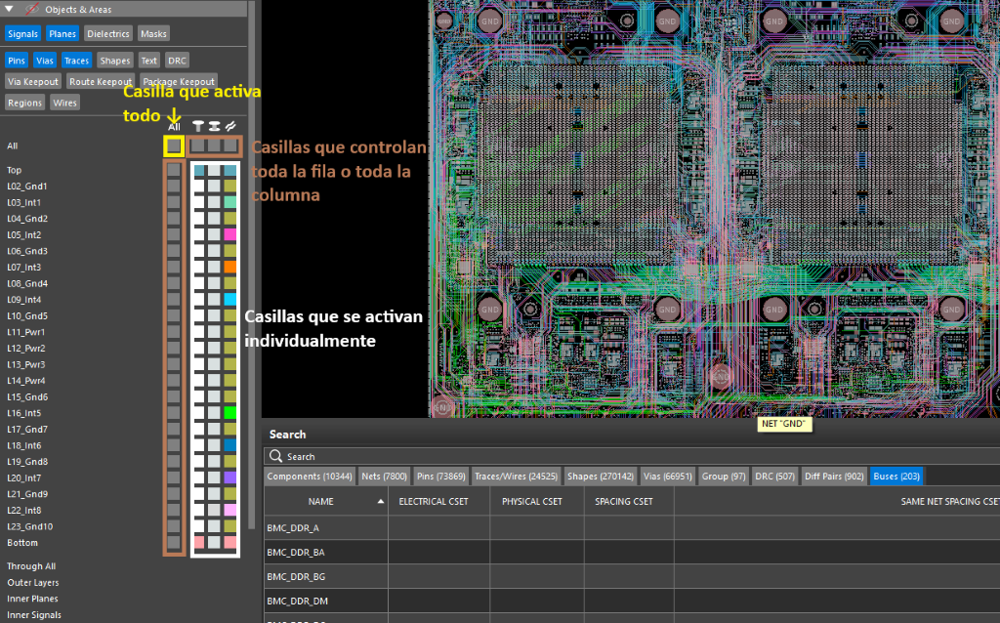 Objects & Areas
Signals Planes Dielectrics Masks
Pins Vias Traces Shapes Text DRC
Via Keepout Route Keepout Package Keepout
Regions Wires
Casilla que activa
todo
All
All
Casillas que controlan
toda la fila o toda la
columna
Top
L02_Gnd1
L03_Int1
L04_Gnd2
L05_Int2
L06_Gnd3
L07_Int3
L08_Gnd4
L09_Int4
L10_Gnd5
L11_Pwr1
L12_Pwr2
L13_Pwr3
L14_Pwr4
L15_Gnd6
L16_Int5
L17_Gnd7
L18_Int6
L19_Gnd8
L20_Int7
L21_Gnd9
L22_Int8
L23_Gnd10
Bottom
Casillas que se activan
individualmente
Through All
Outer Layers
Inner Planes
Inner Signals
GND GND GND GND GND
GND GND GND GND
GND
GND
NET "GND"
Search
Search
Components (10344) Nets (7800) Pins (73869) Traces/Wires (24525) Shapes (270142) Vias (66951) Group (97) DRC (507) Diff Pairs (902) Buses (203)
NAME ELECTRICAL CSET PHYSICAL CSET SPACING CSET SAME NET SPACING CSET
BMC_DDR_A
BMC_DDR_BA
BMC_DDR_BG
BMC_DDR_DM